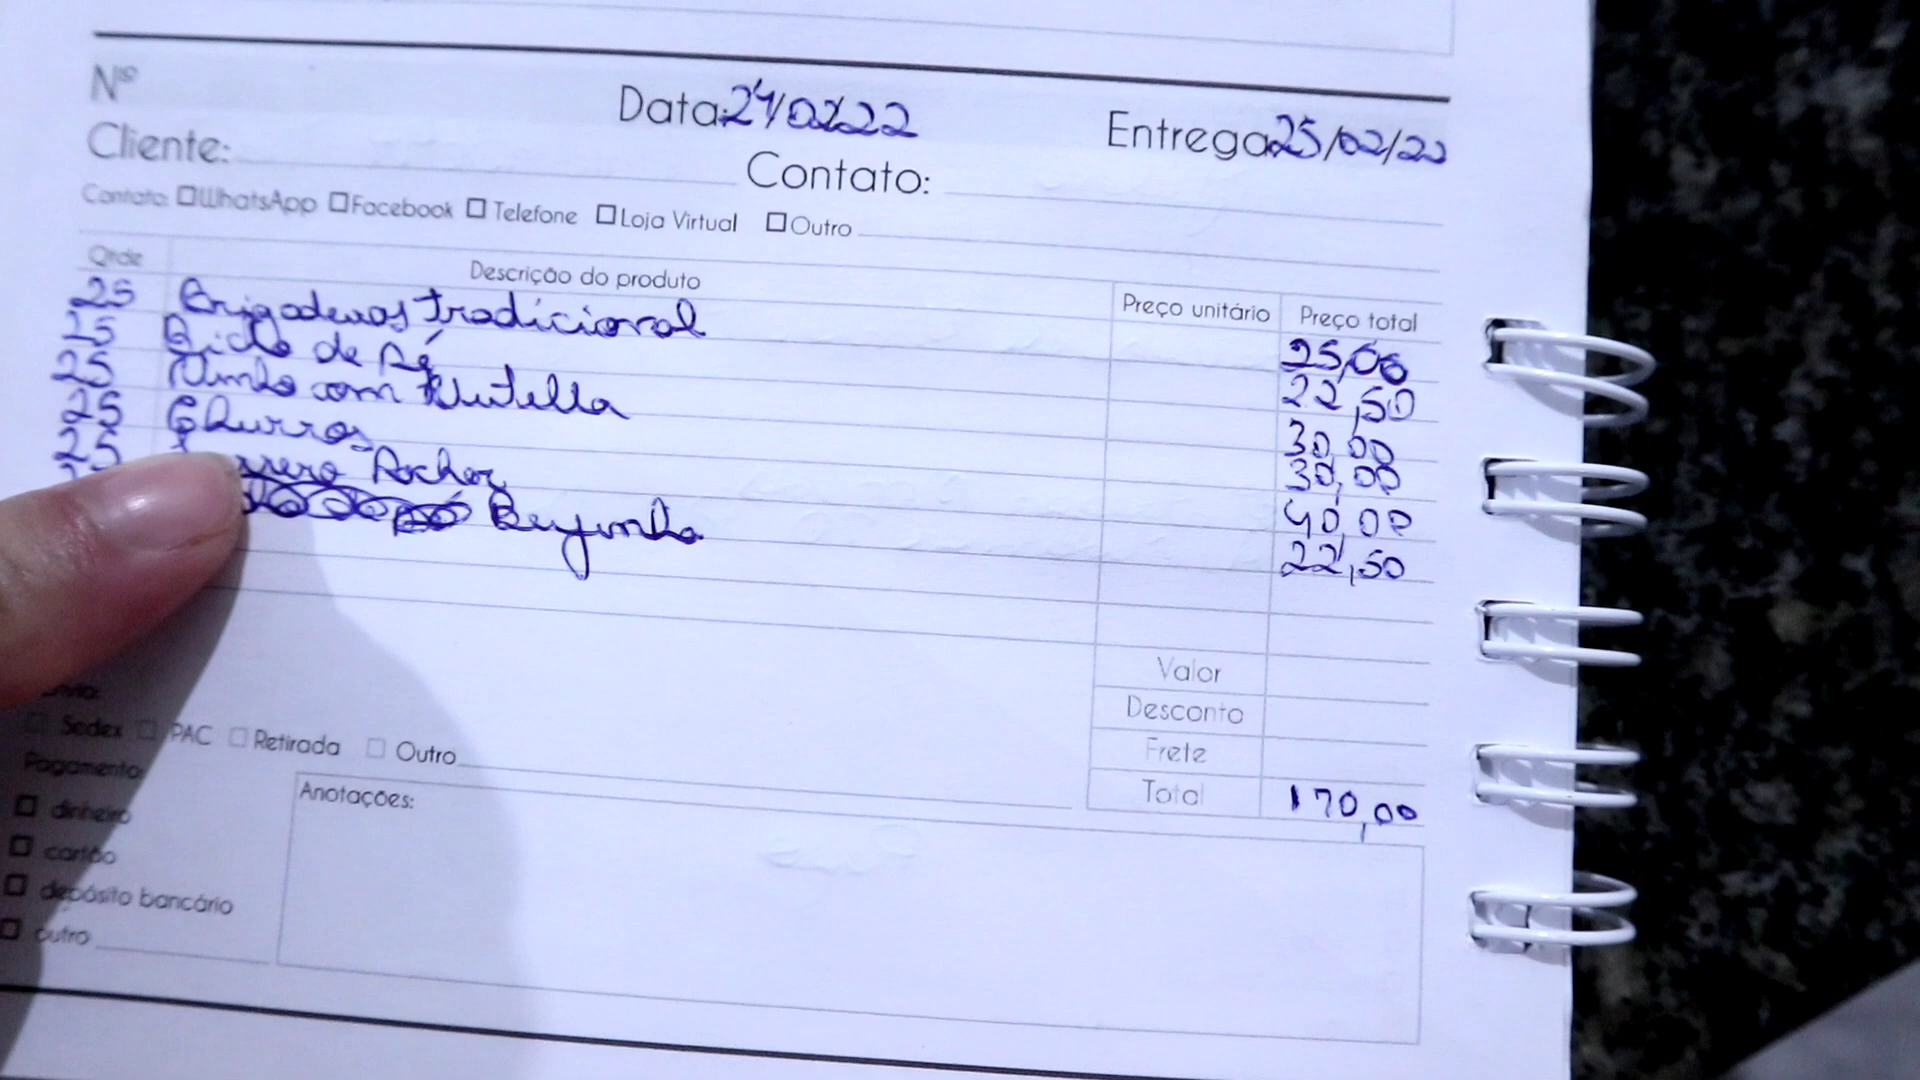 Nº
Data: 24/02/22
Entrega: 25/02/22
Cliente:
Contato:
Contato: WhatsApp Facebook Telefone Loja Virtual Outro
Qtde Descrição do produto Preço unitário Preço total
25 Brigadeiros tradicional 25,00
25 Bicho de Pé 22,50
25 Ninho com Nutella 30,00
25 Churros 30,00
25 Rocher 40,00
Beijinho 22,50
Valor
Desconto
Frete
Total 170,00
Sedex PAC Retirada Outro
Pagamento:
dinheiro
cartão
depósito bancário
outro
Anotações: